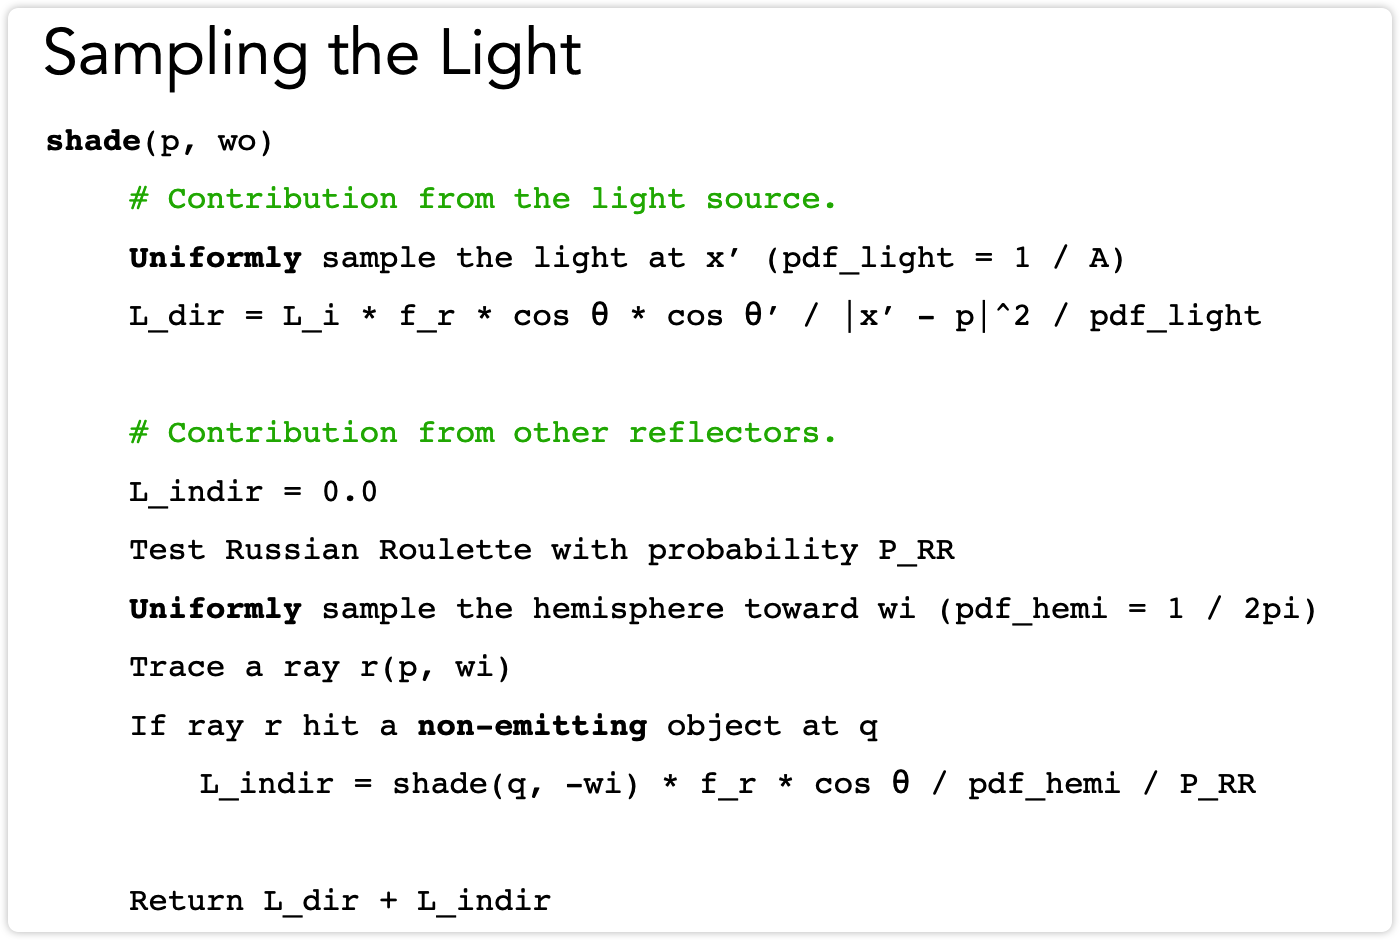 Sampling the Light
shade(p, wo)
# Contribution from the light source.
Uniformly sample the light at x′ (pdf_light = 1 / A)
L_dir = L_i * f_r * cos θ * cos θ′ / |x′ - p|^2 / pdf_light
# Contribution from other reflectors.
L_indir = 0.0
Test Russian Roulette with probability P_RR
Uniformly sample the hemisphere toward wi (pdf_hemi = 1 / 2pi)
Trace a ray r(p, wi)
If ray r hit a non-emitting object at q
L_indir = shade(q, -wi) * f_r * cos θ / pdf_hemi / P_RR
Return L_dir + L_indir